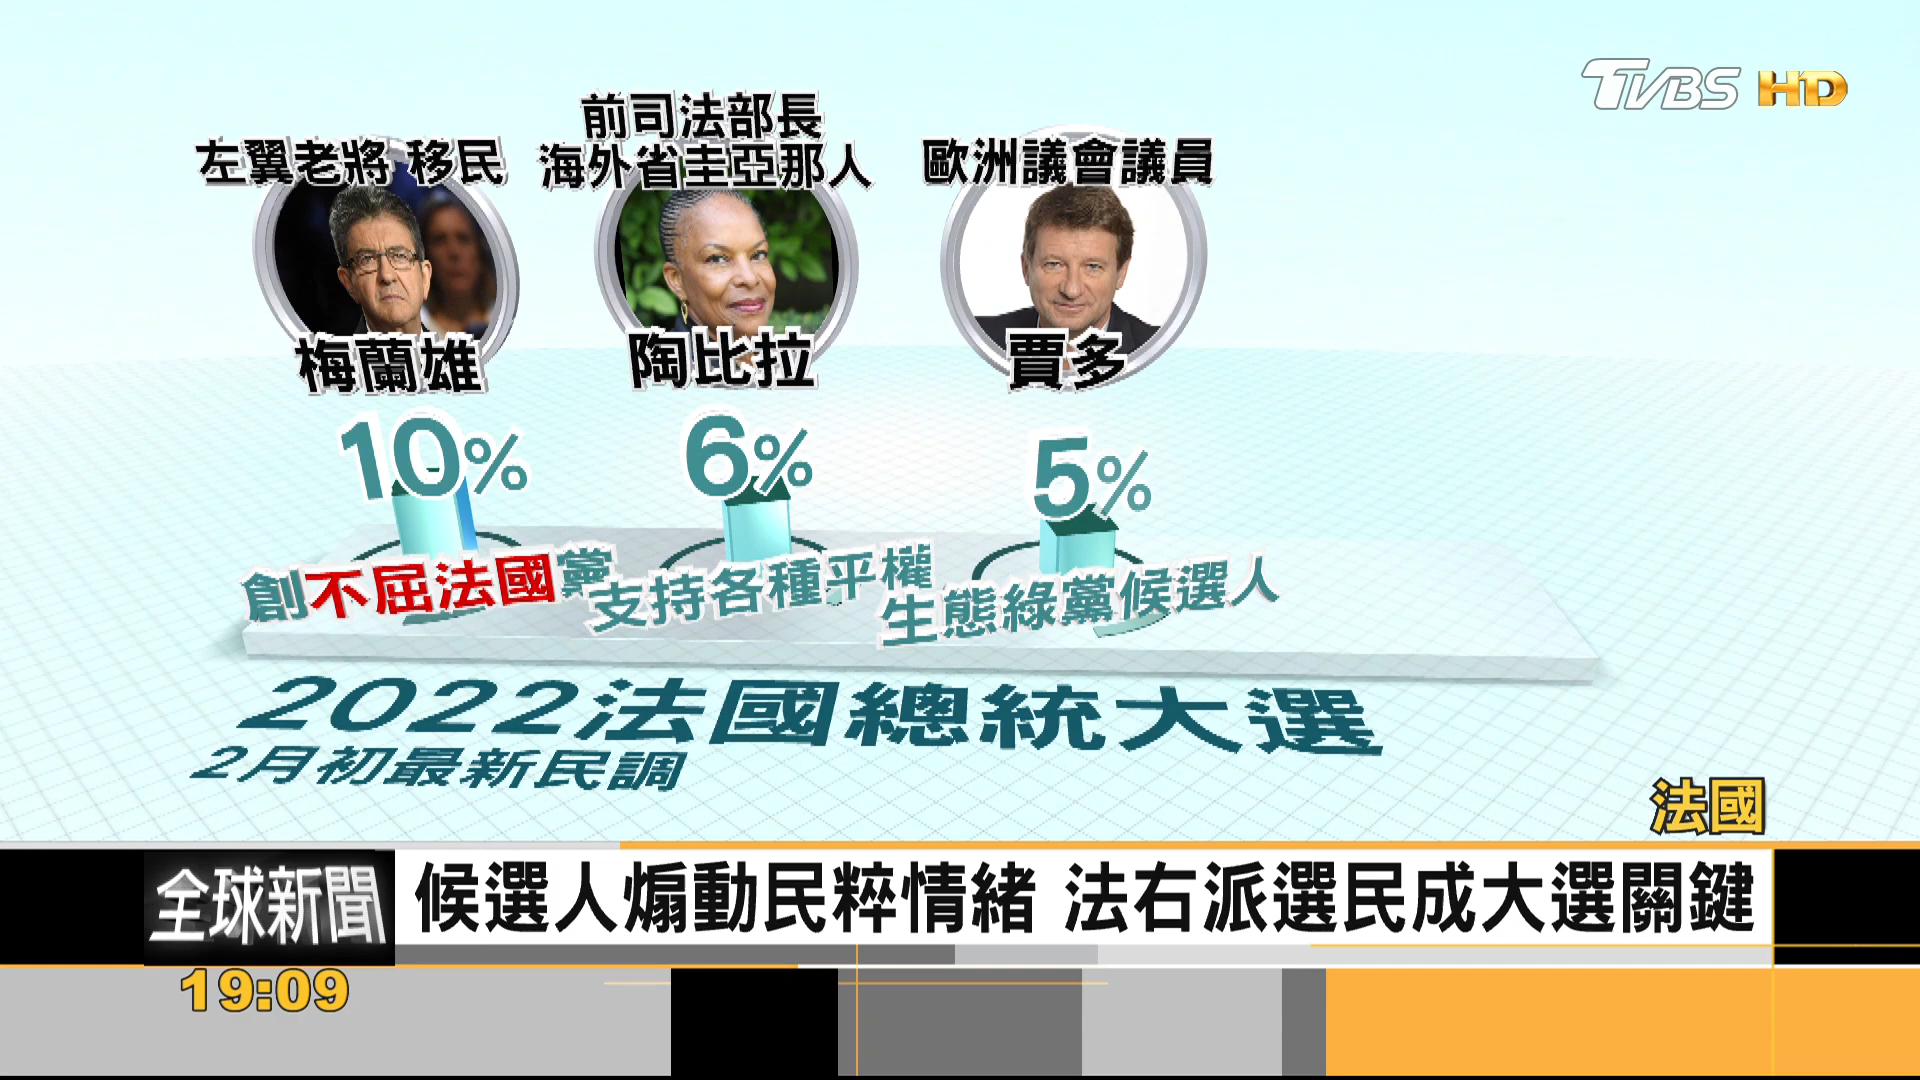 TVBS HD
左翼老將 移民
前司法部長
海外省圭亞那人
歐洲議會議員
梅蘭雄
陶比拉
賈多
10%
6%
5%
創不屈法國黨
支持各種平權
生態綠黨候選人
2022法國總統大選
2月初最新民調
法國
全球新聞
候選人煽動民粹情緒 法右派選民成大選關鍵
19:09